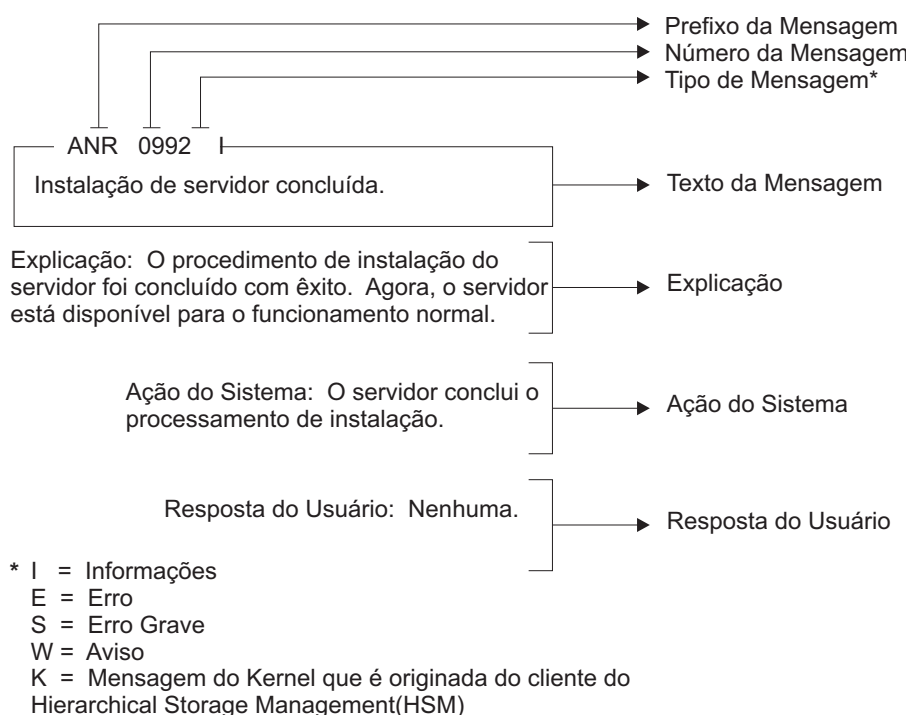 Prefixo da Mensagem
Número da Mensagem
Tipo de Mensagem*
ANR 0992 I
Instalação de servidor concluída.
Texto da Mensagem
Explicação: O procedimento de instalação do
servidor foi concluído com êxito. Agora, o servidor
está disponível para o funcionamento normal.
Explicação
Ação do Sistema: O servidor conclui o
processamento de instalação.
Ação do Sistema
Resposta do Usuário: Nenhuma.
Resposta do Usuário
* I = Informações
E = Erro
S = Erro Grave
W = Aviso
K = Mensagem do Kernel que é originada do cliente do
Hierarchical Storage Management(HSM)